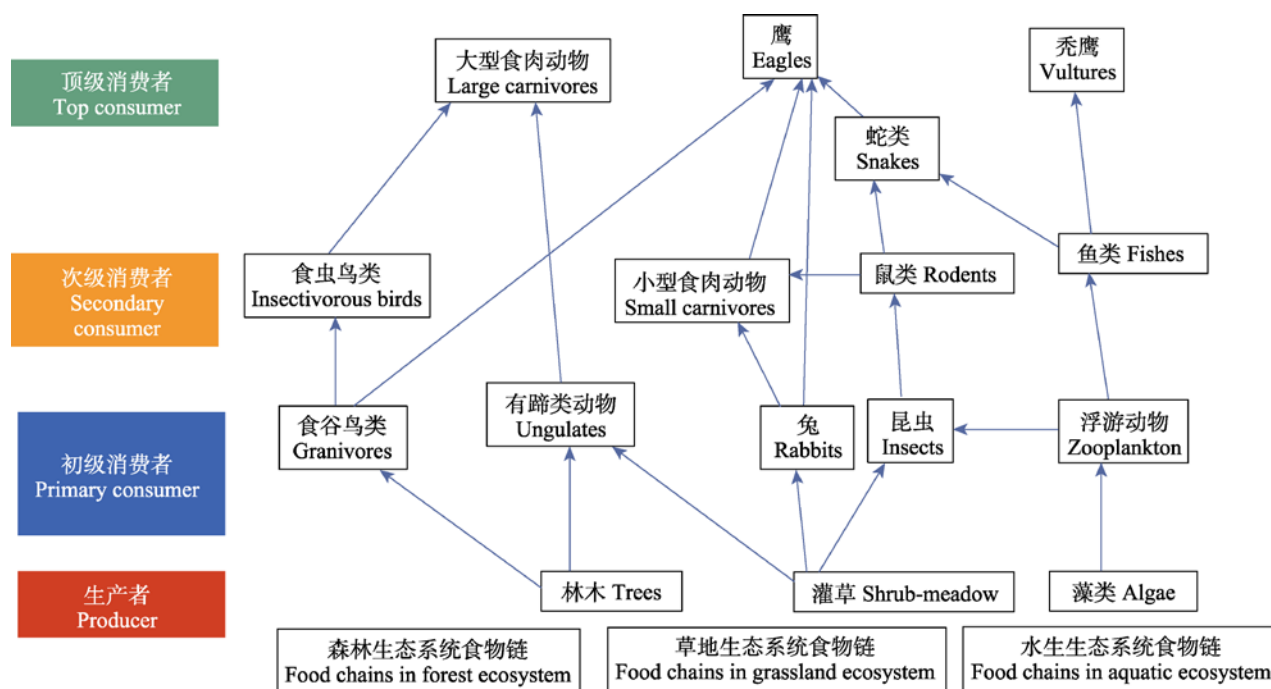 顶级消费者
Top consumer
大型食肉动物
Large carnivores
鹰
Eagles
秃鹰
Vultures
蛇类
Snakes
次级消费者
Secondary
consumer
食虫鸟类
Insectivorous birds
小型食肉动物
Small carnivores
鼠类 Rodents
鱼类 Fishes
初级消费者
Primary consumer
食谷鸟类
Granivores
有蹄类动物
Ungulates
兔
Rabbits
昆虫
Insects
浮游动物
Zooplankton
生产者
Producer
林木 Trees
灌草 Shrub-meadow
藻类 Algae
森林生态系统食物链
Food chains in forest ecosystem
草地生态系统食物链
Food chains in grassland ecosystem
水生生态系统食物链
Food chains in aquatic ecosystem